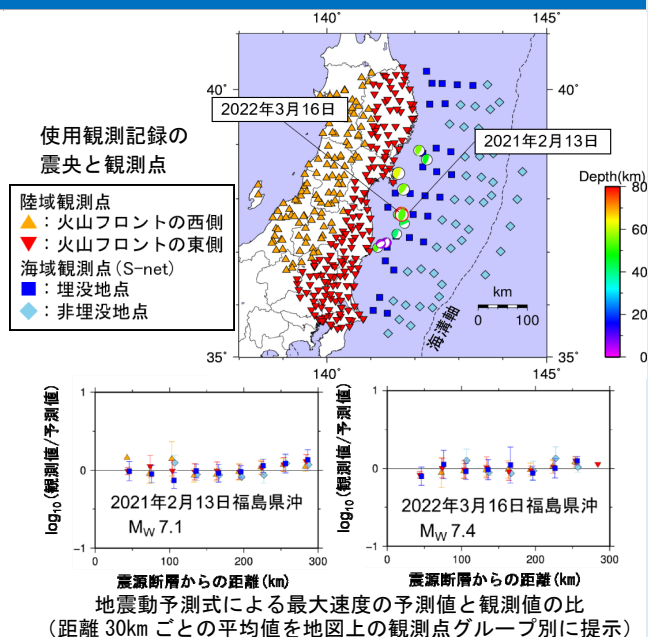 140˚ 145˚
40˚ 40˚
2022年3月16日
2021年2月13日
使用観測記録の
震央と観測点
陸域観測点
：火山フロントの西側
：火山フロントの東側
海域観測点(S-net)
：埋没地点
：非埋没地点
Depth(km)
80
60
40
20
0
km
0 100
海溝軸
35˚ 35˚
140˚ 145˚
log10(観測値/予測値)
1
0
−1
2021年2月13日福島県沖
MW 7.1
0 100 200 300
震源断層からの距離(km)
log10(観測値/予測値)
1
0
−1
2022年3月16日福島県沖
MW 7.4
0 100 200 300
震源断層からの距離(km)
地震動予測式による最大速度の予測値と観測値の比
(距離 30km ごとの平均値を地図上の観測点グループ別に提示)